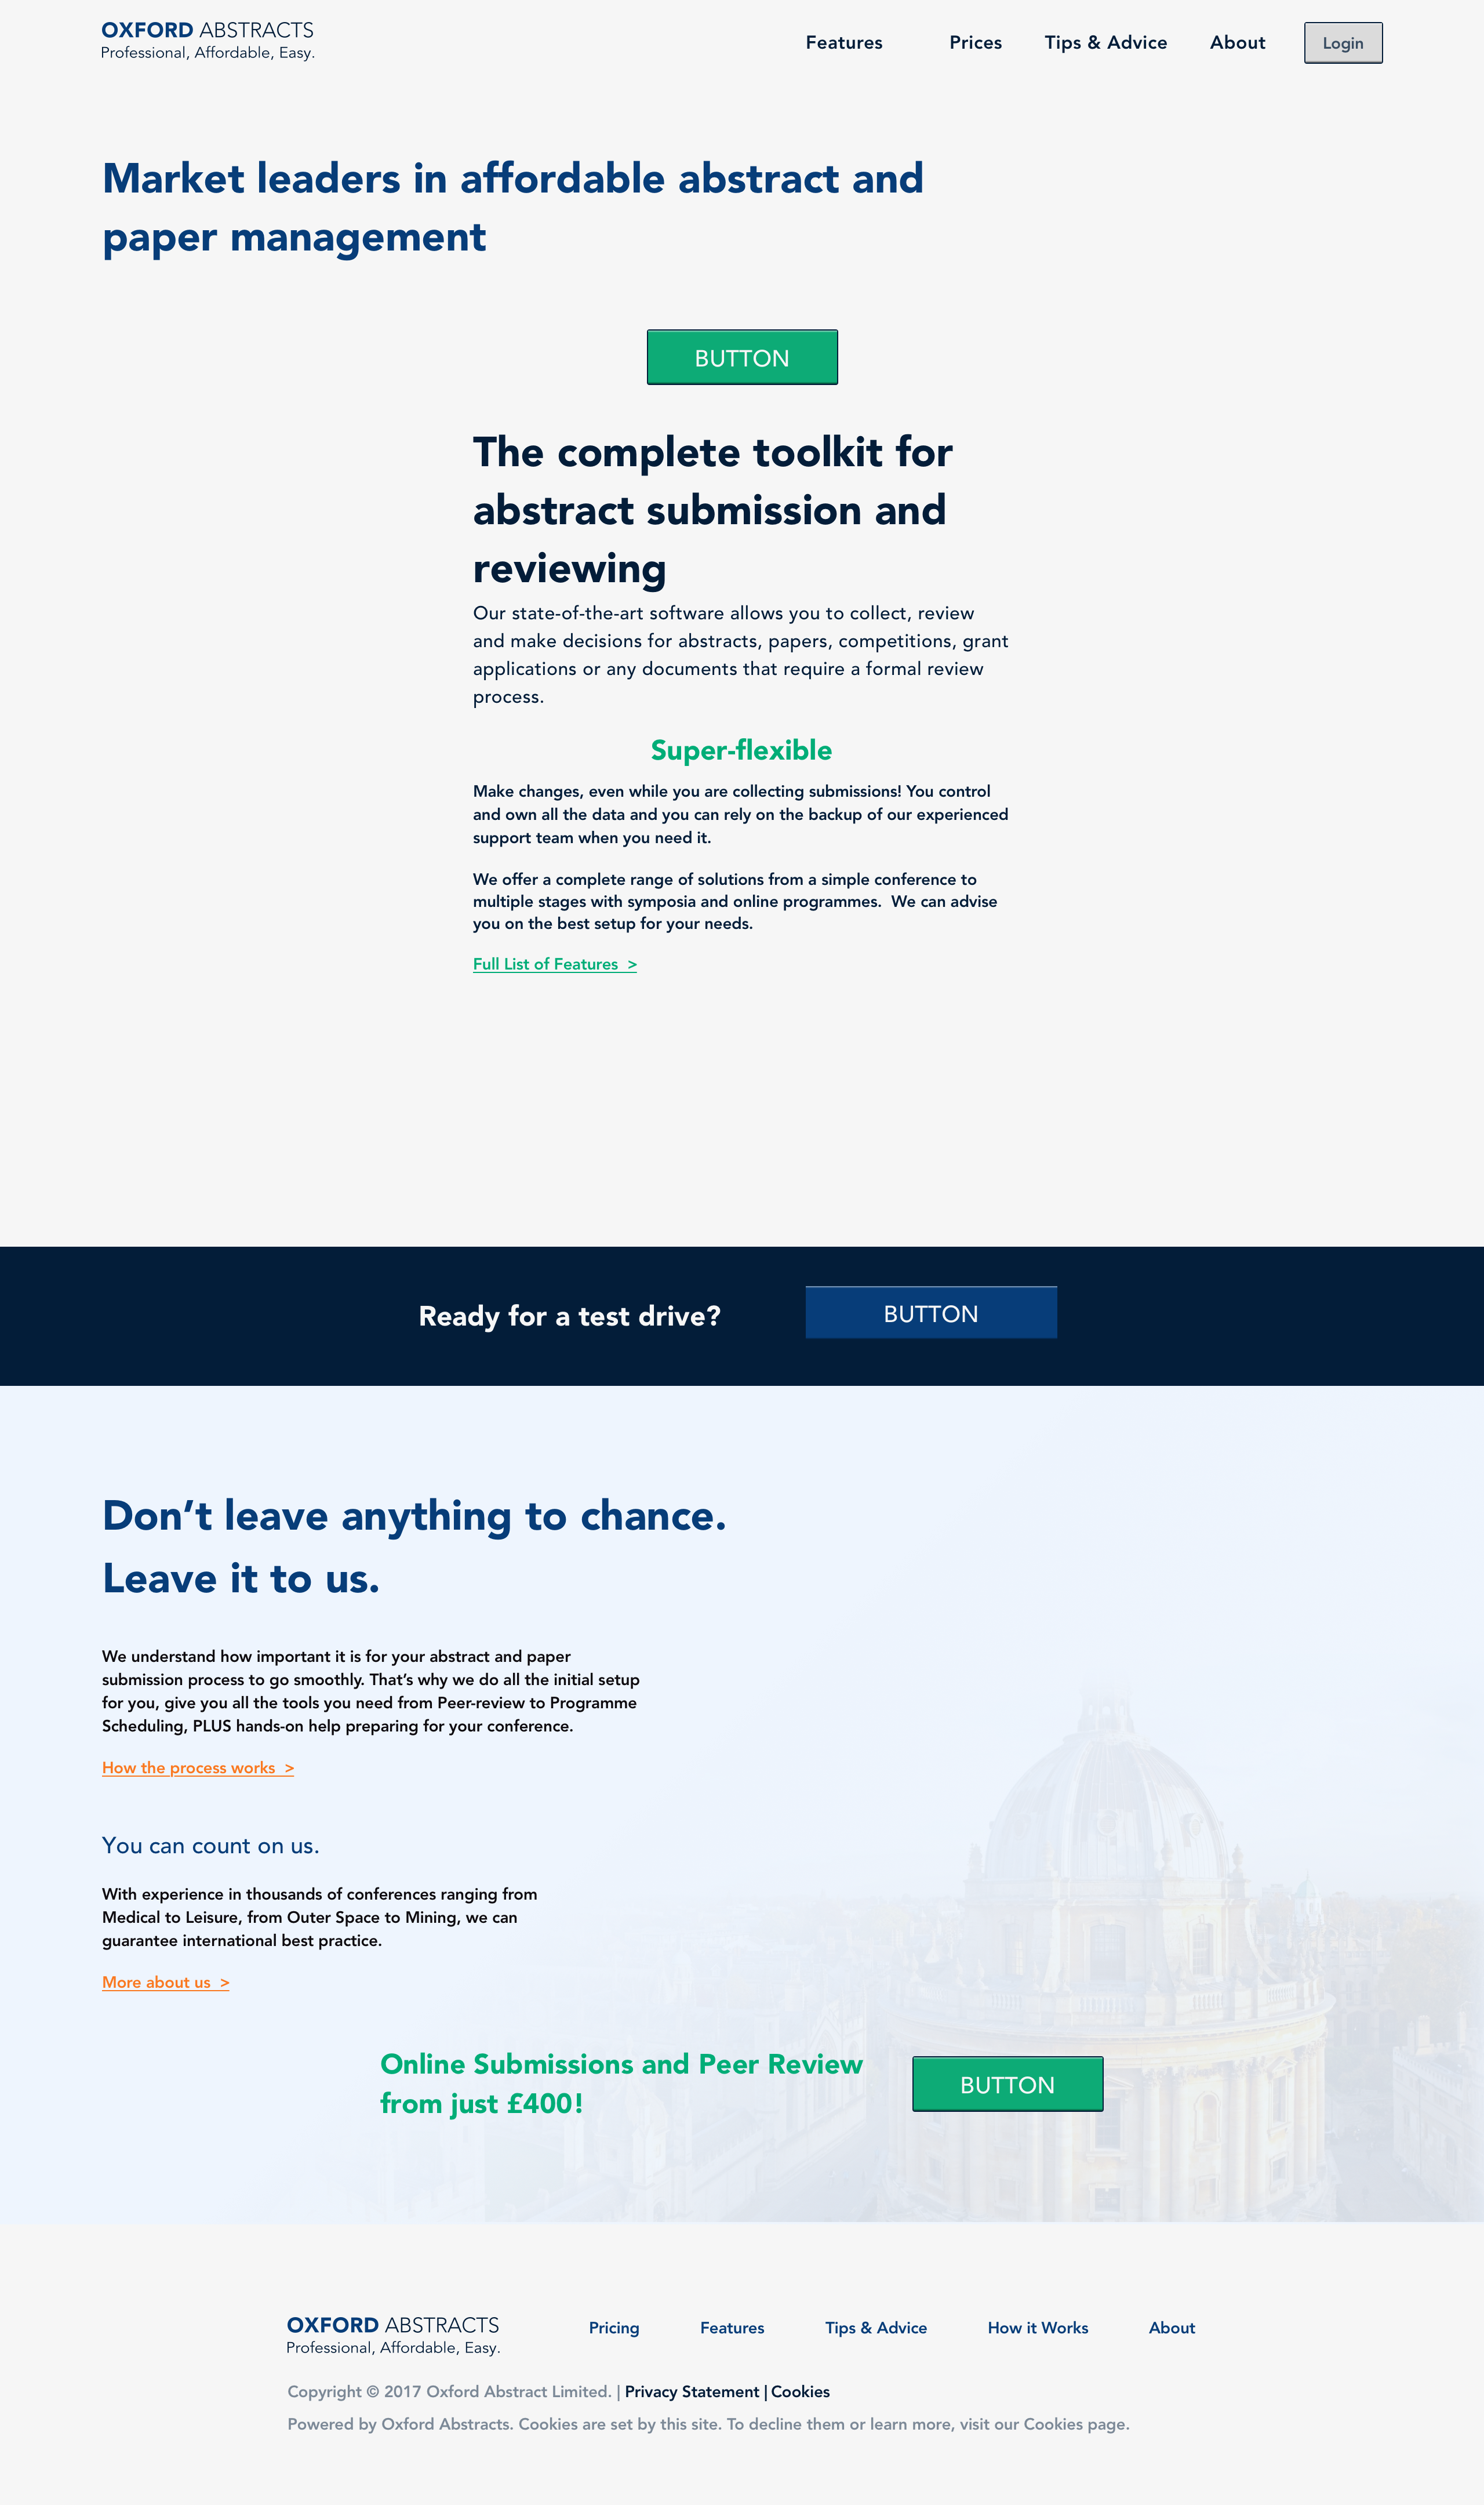 OXFORD ABSTRACTS
Professional, Affordable, Easy.
Features Prices Tips & Advice About Login
Market leaders in affordable abstract and
paper management
BUTTON
The complete toolkit for
abstract submission and
reviewing
Our state-of-the-art software allows you to collect, review
and make decisions for abstracts, papers, competitions, grant
applications or any documents that require a formal review
process.
Super-flexible
Make changes, even while you are collecting submissions! You control
and own all the data and you can rely on the backup of our experienced
support team when you need it.
We offer a complete range of solutions from a simple conference to
multiple stages with symposia and online programmes.  We can advise
you on the best setup for your needs.
Full List of Features  >
Ready for a test drive? BUTTON
Don’t leave anything to chance.
Leave it to us.
We understand how important it is for your abstract and paper
submission process to go smoothly. That’s why we do all the initial setup
for you, give you all the tools you need from Peer-review to Programme
Scheduling, PLUS hands-on help preparing for your conference.
How the process works  >
You can count on us.
With experience in thousands of conferences ranging from
Medical to Leisure, from Outer Space to Mining, we can
guarantee international best practice.
More about us  >
Online Submissions and Peer Review
from just £400!
BUTTON
OXFORD ABSTRACTS
Professional, Affordable, Easy.
Pricing Features Tips & Advice How it Works About
Copyright © 2017 Oxford Abstract Limited. | Privacy Statement | Cookies
Powered by Oxford Abstracts. Cookies are set by this site. To decline them or learn more, visit our Cookies page.